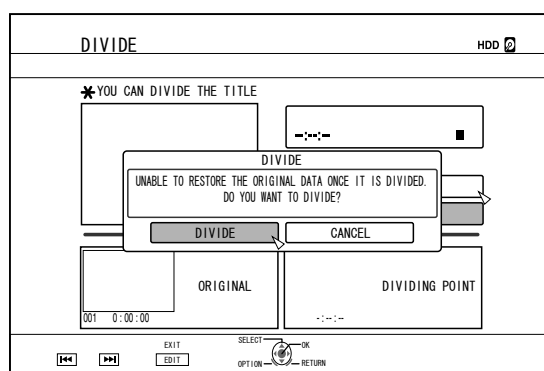 DIVIDE
HDD
YOU CAN DIVIDE THE TITLE
-:--:-
DIVIDE
UNABLE TO RESTORE THE ORIGINAL DATA ONCE IT IS DIVIDED.
DO YOU WANT TO DIVIDE?
DIVIDE
CANCEL
ORIGINAL
DIVIDING POINT
001 0:00:00
-:--:--
EXIT
EDIT
SELECT
OK
OPTION
RETURN